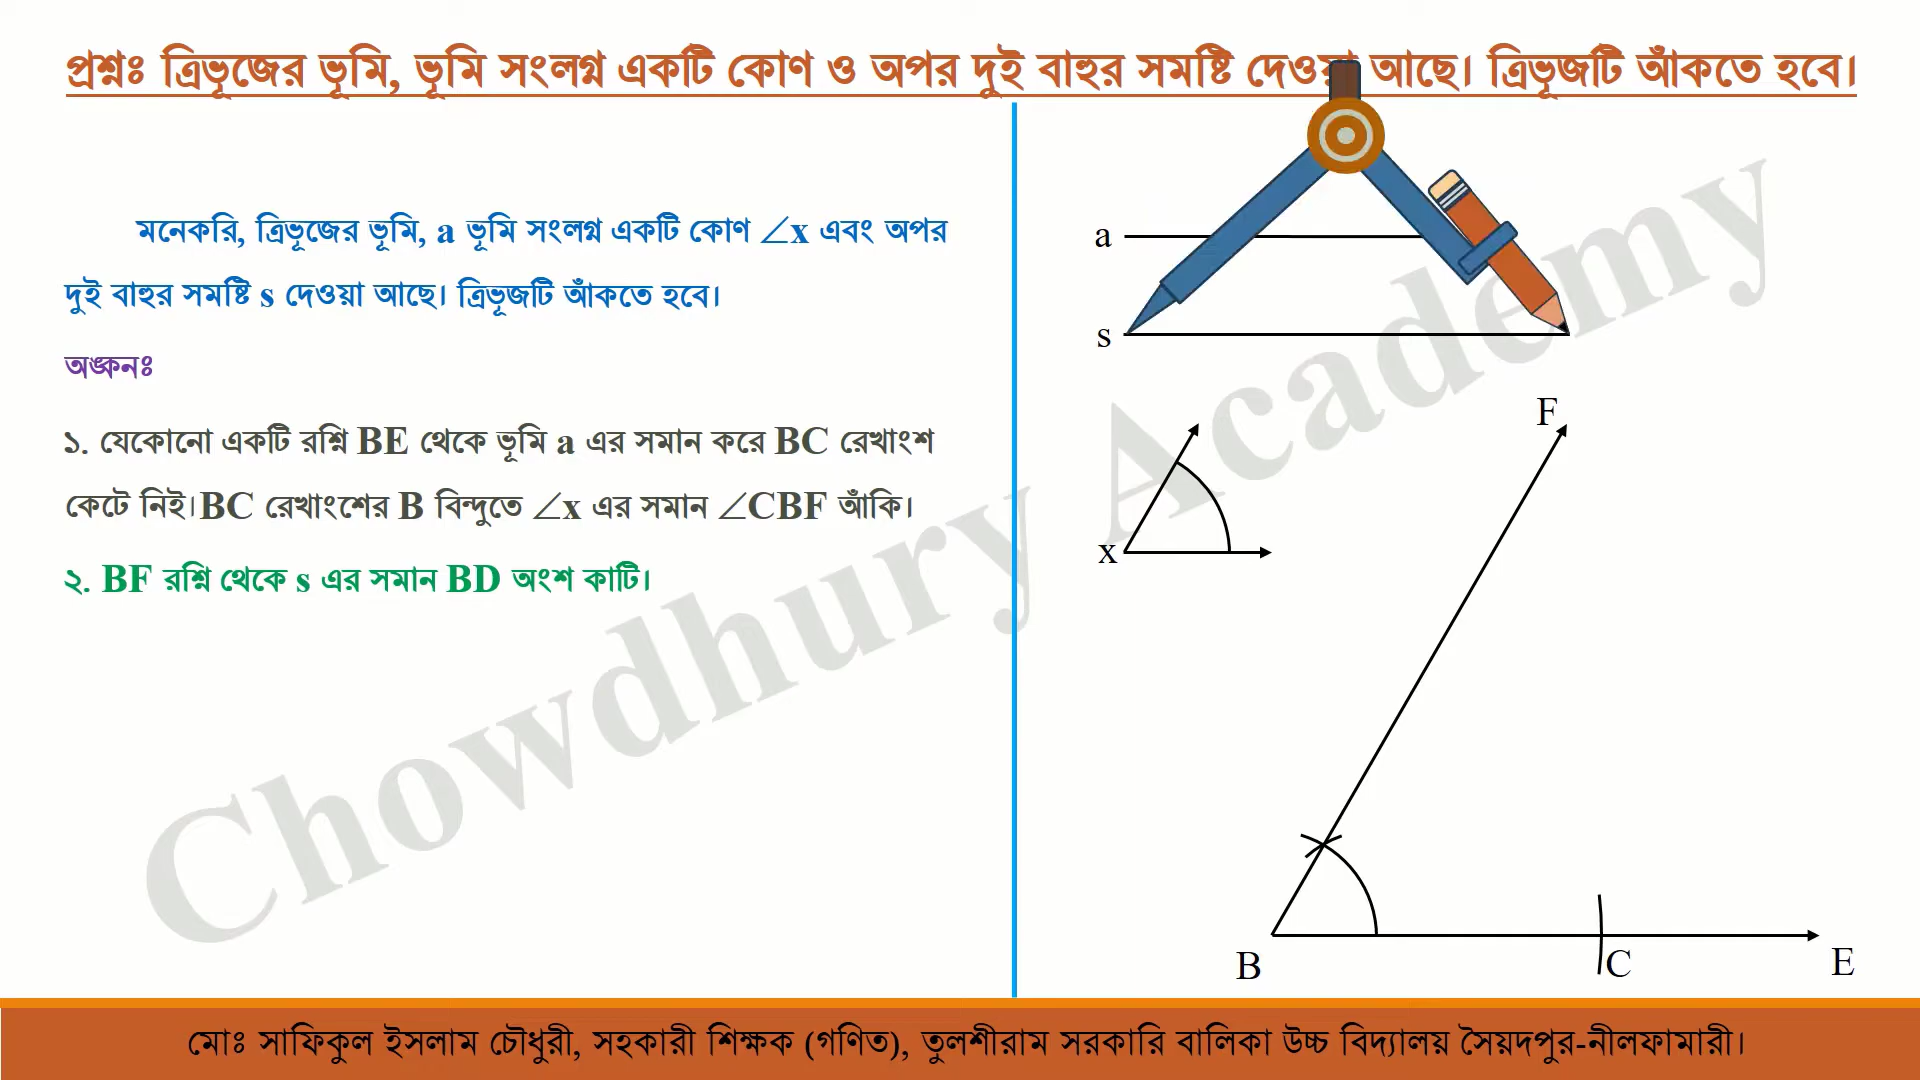 প্রশ্নঃ ত্রিভূজের ভূমি, ভূমি সংলগ্ন একটি কোণ ও অপর দুই বাহুর সমষ্টি দেওয়া আছে। ত্রিভূজটি আঁকতে হবে।
মনেকরি, ত্রিভূজের ভূমি, a ভূমি সংলগ্ন একটি কোণ ∠x এবং অপর
দুই বাহুর সমষ্টি s দেওয়া আছে। ত্রিভূজটি আঁকতে হবে।
অঙ্কনঃ
১. যেকোনো একটি রশ্মি BE থেকে ভূমি a এর সমান করে BC রেখাংশ
কেটে নিই।BC রেখাংশের B বিন্দুতে ∠x এর সমান ∠CBF আঁকি।
২. BF রশ্মি থেকে s এর সমান BD অংশ কাটি।
a
s
F
x
B
C
E
Chowdhury Academy
মোঃ সাফিকুল ইসলাম চৌধুরী, সহকারী শিক্ষক (গণিত), তুলশীরাম সরকারি বালিকা উচ্চ বিদ্যালয় সৈয়দপুর-নীলফামারী।